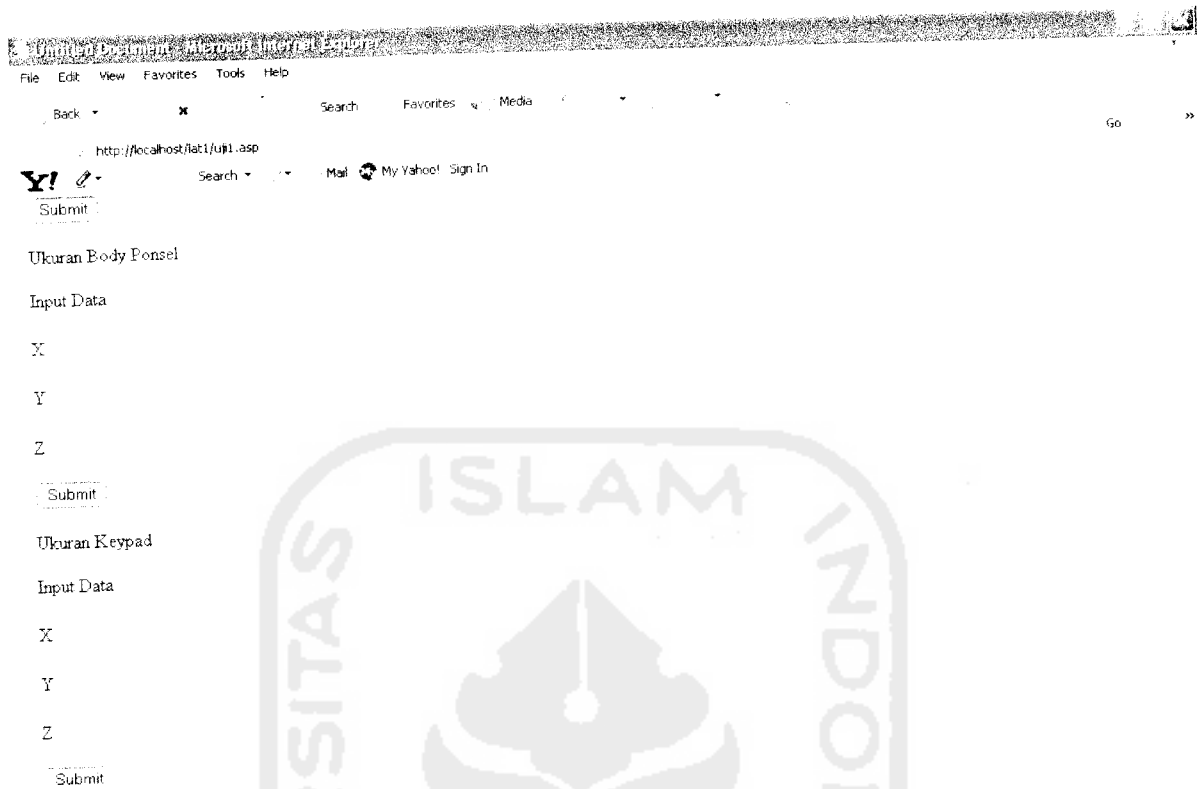 Untitled Document - Microsoft Internet Explorer
File Edit View Favorites Tools Help
Back Search Favorites Media
http://localhost/lat1/uji1.asp Go »
Y! Search Mail My Yahoo! Sign In
Submit
Ukuran Body Ponsel
Input Data
X
Y
Z
Submit
Ukuran Keypad
Input Data
X
Y
Z
Submit
ISLAM
SITAS
INDO